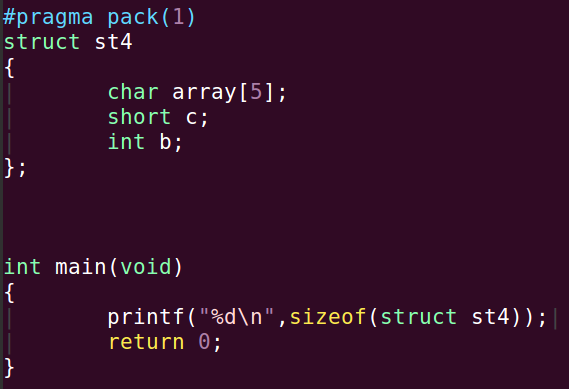 #pragma pack(1)
struct st4
{
char array[5];
short c;
int b;
};
int main(void)
{
printf("%d\n",sizeof(struct st4));
return 0;
}